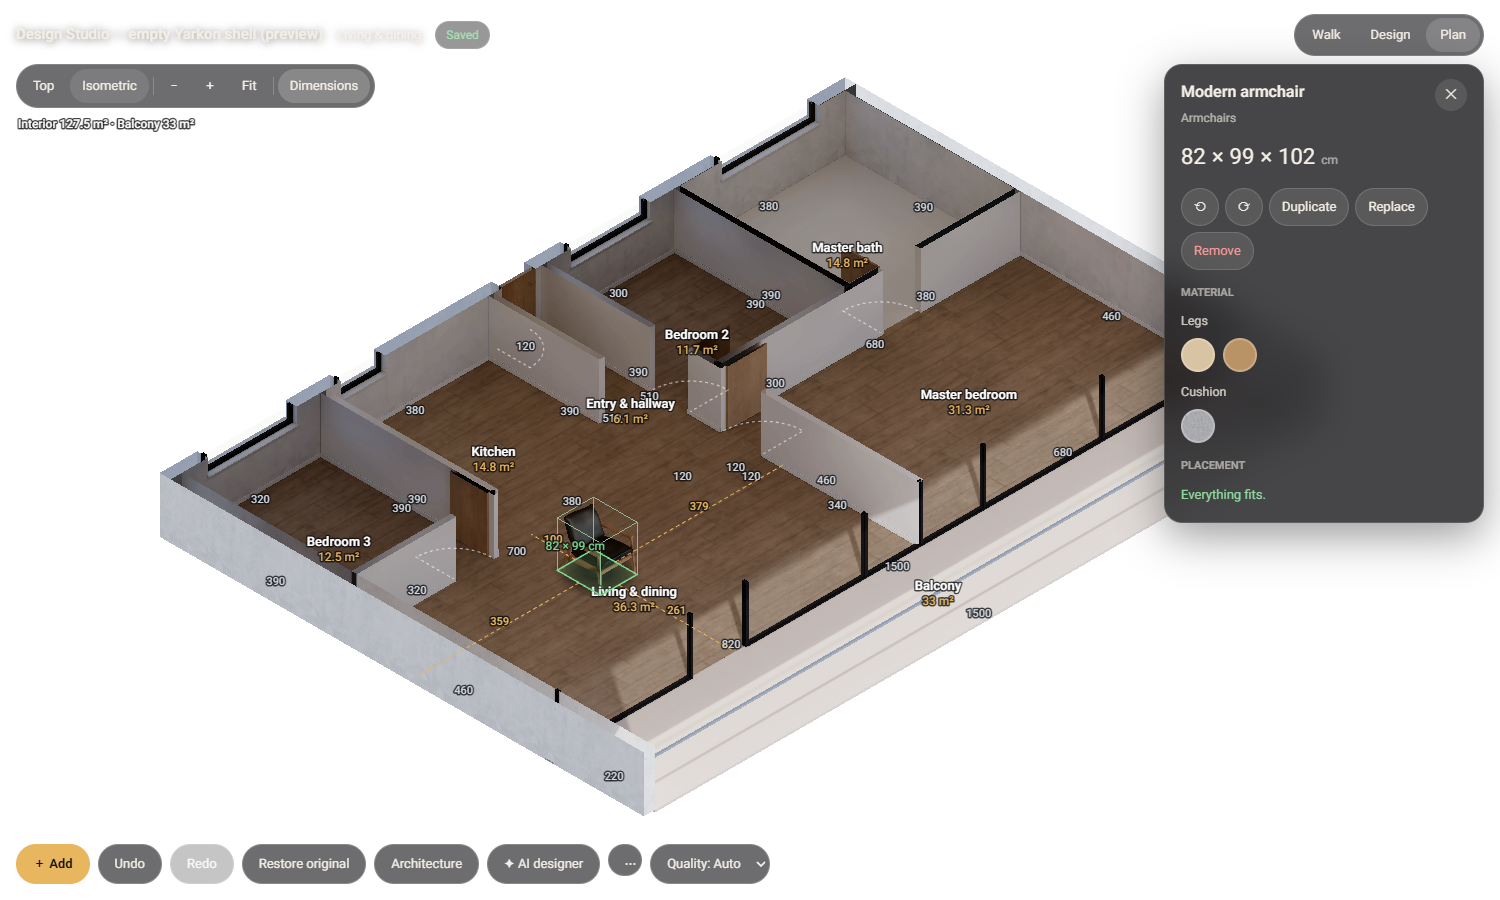 Design Studio – empty Yarkon shell (preview) Living & dining Saved
Walk Design Plan
Top Isometric − + Fit Dimensions
Interior 127.5 m² · Balcony 33 m²
Modern armchair
Armchairs
82 × 99 × 102 cm
Duplicate Replace
Remove
MATERIAL
Legs
Cushion
PLACEMENT
Everything fits.
380
390
Master bath
14.8 m²
300
390
390
380
460
120
Bedroom 2
11.7 m²
680
390
510
300
Entry & hallway
6.1 m²
380
390
Master bedroom
31.3 m²
Kitchen
14.8 m²
680
120
120
120
460
320
390
390
380
379
340
Bedroom 3
12.5 m²
700
82 × 99 cm
1500
390
320
Living & dining
36.3 m²
261
Balcony
33 m²
1500
359
820
460
220
+ Add Undo Redo Restore original Architecture ✦ AI designer ... Quality: Auto